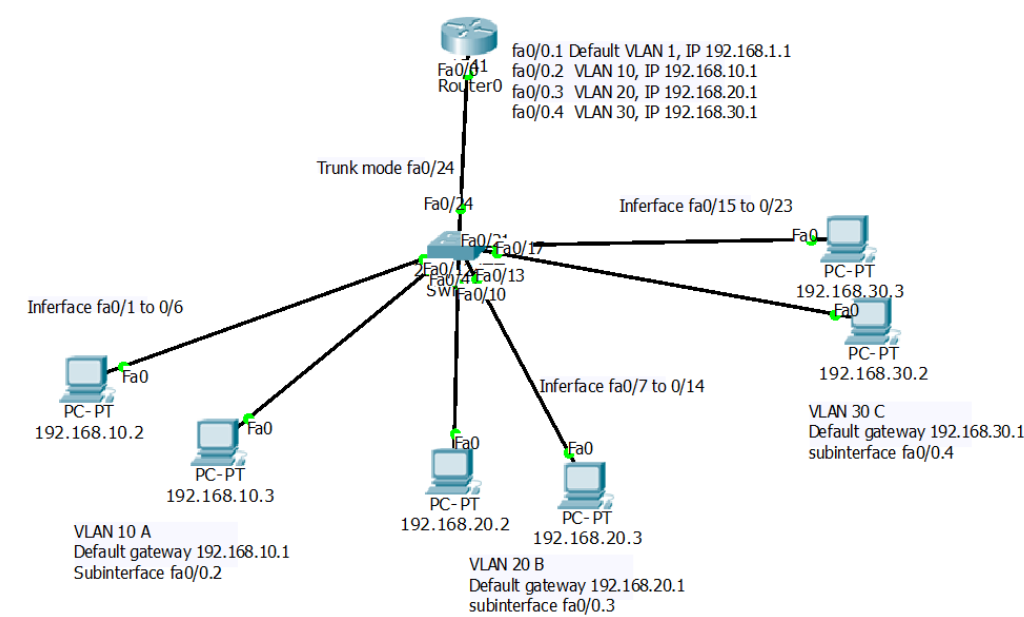 fa0/0.1 Default VLAN 1, IP 192.168.1.1
Fa0/0 41
fa0/0.2 VLAN 10, IP 192.168.10.1
Router0
fa0/0.3 VLAN 20, IP 192.168.20.1
fa0/0.4 VLAN 30, IP 192.168.30.1
Trunk mode fa0/24
Fa0/24
Inferface fa0/15 to 0/23
Fa0
Fa0/21
Fa0/17
PC-PT
192.168.30.3
Fa0/13
Fa0/4
Fa0/10
Fa0
PC-PT
192.168.30.2
Inferface fa0/1 to 0/6
Fa0
PC-PT
192.168.10.2
Inferface fa0/7 to 0/14
VLAN 30 C
Default gateway 192.168.30.1
subinterface fa0/0.4
Fa0
PC-PT
192.168.10.3
Fa0
PC-PT
192.168.20.2
Fa0
PC-PT
192.168.20.3
VLAN 10 A
Default gateway 192.168.10.1
Subinterface fa0/0.2
VLAN 20 B
Default gateway 192.168.20.1
subinterface fa0/0.3